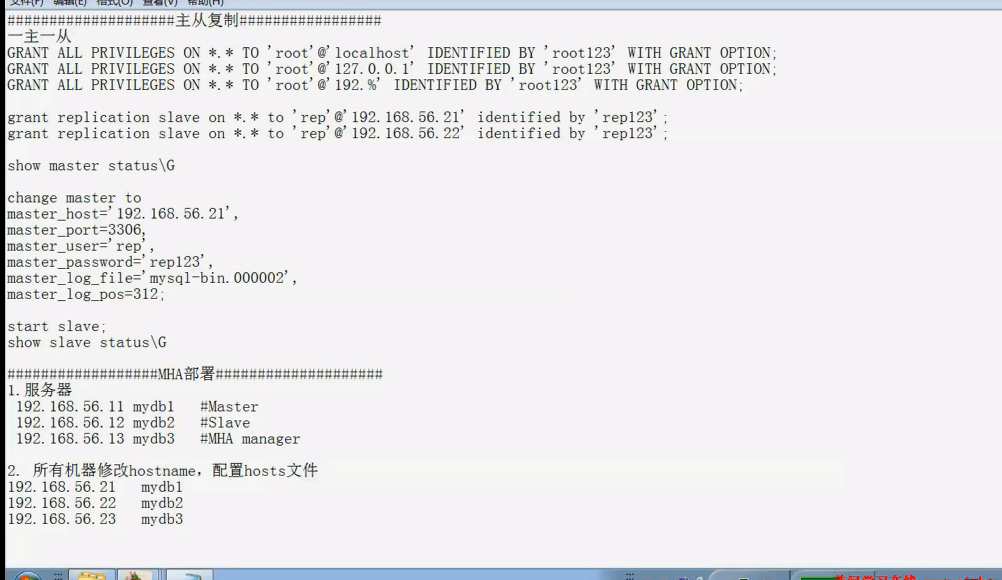 文件(F) 编辑(E) 格式(O) 查看(V) 帮助(H)
####################主从复制#################
一主一从
GRANT ALL PRIVILEGES ON *.* TO 'root'@'localhost' IDENTIFIED BY 'root123' WITH GRANT OPTION;
GRANT ALL PRIVILEGES ON *.* TO 'root'@'127.0.0.1' IDENTIFIED BY 'root123' WITH GRANT OPTION;
GRANT ALL PRIVILEGES ON *.* TO 'root'@'192.%' IDENTIFIED BY 'root123' WITH GRANT OPTION;
grant replication slave on *.* to 'rep'@'192.168.56.21' identified by 'rep123';
grant replication slave on *.* to 'rep'@'192.168.56.22' identified by 'rep123';
show master status\G
change master to
master_host='192.168.56.21',
master_port=3306,
master_user='rep',
master_password='rep123',
master_log_file='mysql-bin.000002',
master_log_pos=312;
start slave;
show slave status\G
##################MHA部署####################
1.服务器
192.168.56.11 mydb1 #Master
192.168.56.12 mydb2 #Slave
192.168.56.13 mydb3 #MHA manager
2. 所有机器修改hostname，配置hosts文件
192.168.56.21 mydb1
192.168.56.22 mydb2
192.168.56.23 mydb3